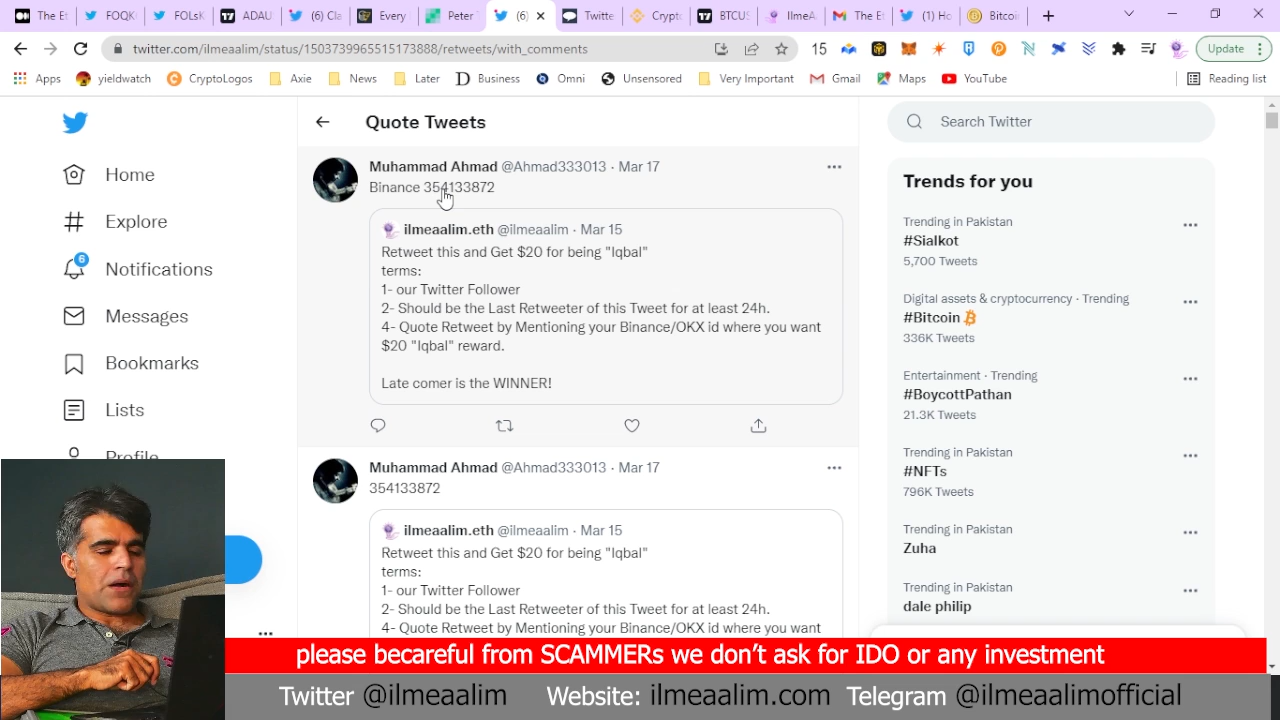 The E
FOQKI
FOLsK
ADAU
Every
Peter
(6)
Twitte
Crypto
BTCUS
IlmeA
The Et
(1) Ho
Bitcoin
twitter.com/ilmeaalim/status/1503739965515173888/retweets/with_comments
15
Update
Apps
yieldwatch
CryptoLogos
Axie
News
Later
Business
Omni
Unsensored
Very Important
Gmail
Maps
YouTube
Reading list
Home
Explore
6
Notifications
Messages
Bookmarks
Lists
Profile
Quote Tweets
Muhammad Ahmad @Ahmad333013 · Mar 17
Binance 354133872
ilmeaalim.eth @ilmeaalim · Mar 15
Retweet this and Get $20 for being "Iqbal"
terms:
1- our Twitter Follower
2- Should be the Last Retweeter of this Tweet for at least 24h.
4- Quote Retweet by Mentioning your Binance/OKX id where you want
$20 "Iqbal" reward.
Late comer is the WINNER!
Muhammad Ahmad @Ahmad333013 · Mar 17
354133872
ilmeaalim.eth @ilmeaalim · Mar 15
Retweet this and Get $20 for being "Iqbal"
terms:
1- our Twitter Follower
2- Should be the Last Retweeter of this Tweet for at least 24h.
4- Quote Retweet by Mentioning your Binance/OKX id where you want
Search Twitter
Trends for you
Trending in Pakistan
#Sialkot
5,700 Tweets
Digital assets & cryptocurrency · Trending
#Bitcoin
336K Tweets
Entertainment · Trending
#BoycottPathan
21.3K Tweets
Trending in Pakistan
#NFTs
796K Tweets
Trending in Pakistan
Zuha
Trending in Pakistan
dale philip
please becareful from SCAMMERs we don't ask for IDO or any investment
Twitter @ilmeaalim Website: ilmeaalim.com Telegram @ilmeaalimofficial